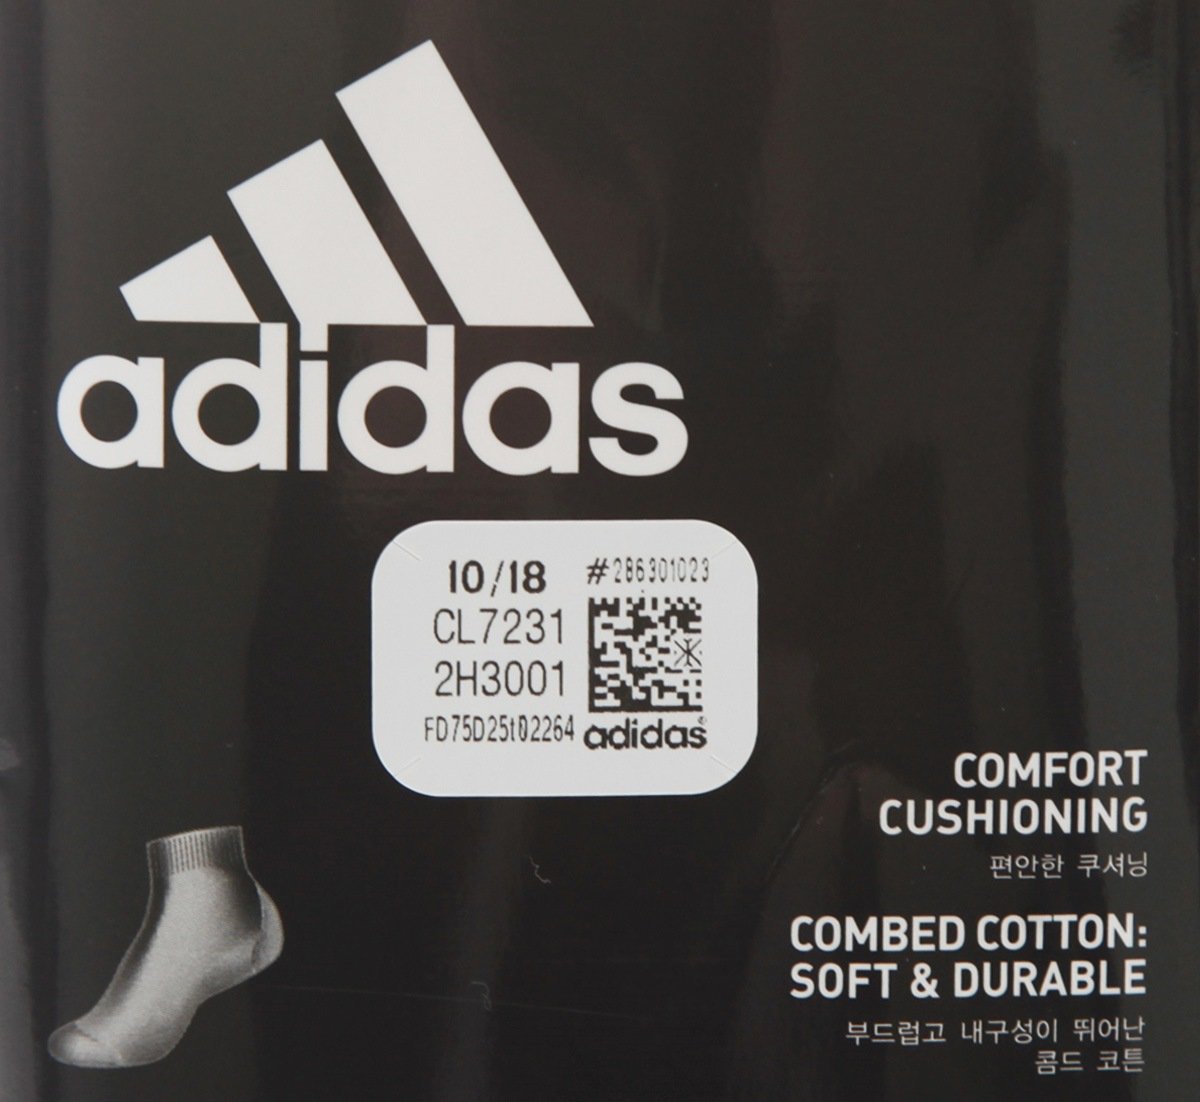 adidas
10/18
#286301023
CL7231
2H3001
FD75D25t02264
adidas®
COMFORT
CUSHIONING
편안한 쿠셔닝
COMBED COTTON:
SOFT & DURABLE
부드럽고 내구성이 뛰어난
콤드 코튼